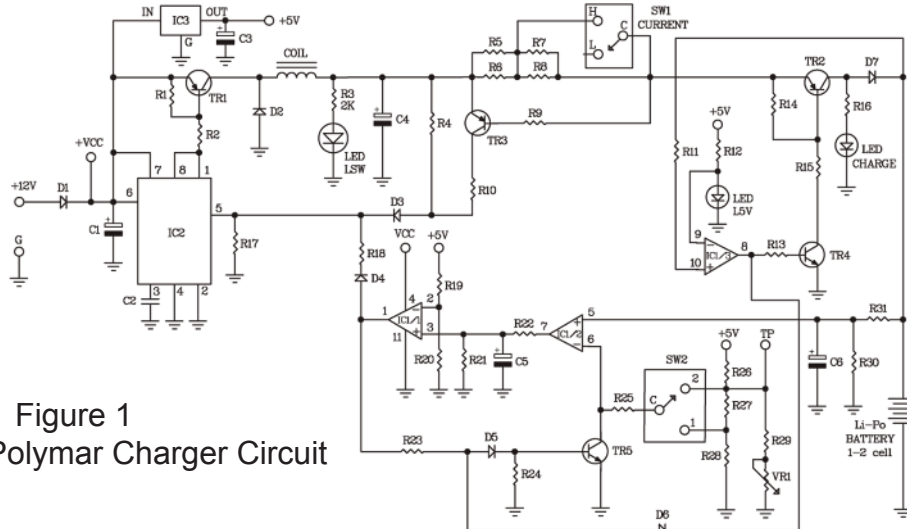 IN IC3 OUT +5V
G C3
SW1
CURRENT
H C
L
COIL
R5 R7
R6 R8
TR1
R1
R2
D2
R3
2K
LED
LSW
C4
R4
TR3
R9
R10
TR2 D7
R14
R16
LED
CHARGE
R15
R11
+5V
R12
LED
L5V
+VCC
+12V D1
7 8 1
6
C1
IC2
5
G
C2
3 4 2
R17
D3
R18
D4
VCC +5V
R19
4 2
1 IC1/1
11 3
R20 R21
C5
R22
7 IC1/2 5
6
9
10 IC1/3 8
R13
TR4
R31
C6
R30
+5V TP
R26
SW2
2
C
1
R25
R27
R28
R29
VR1
Li-Po
BATTERY
1-2 cell
R23
D5
R24
TR5
D6
Figure 1
Polymar Charger Circuit